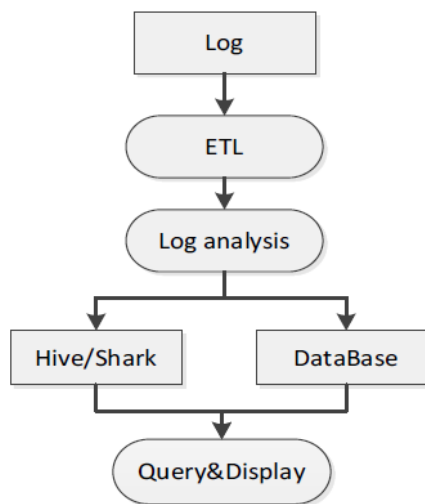 Log
ETL
Log analysis
Hive/Shark
DataBase
Query&Display